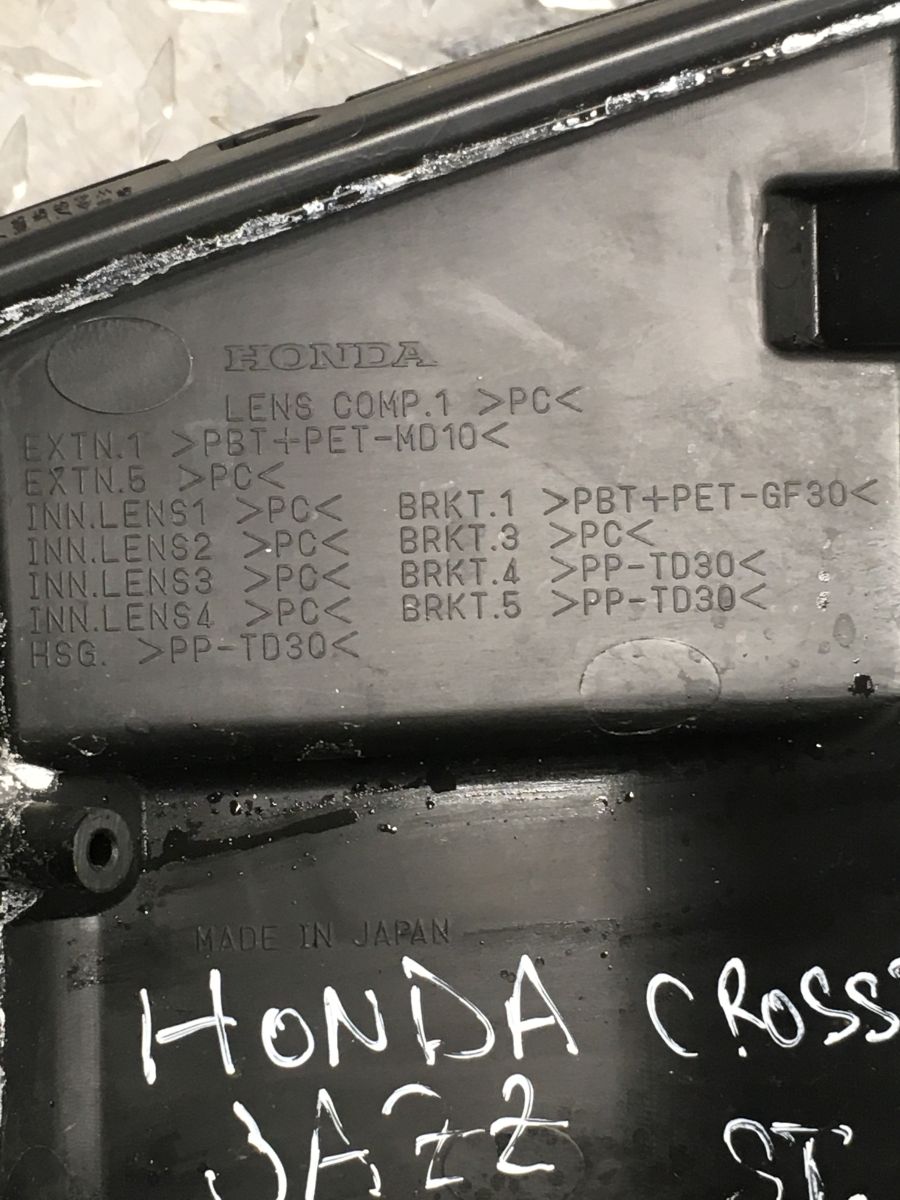 HONDA
LENS COMP.1 >PC<
EXTN.1 >PBT+PET-MD10<
EXTN.5 >PC<
INN.LENS1 >PC< BRKT.1 >PBT+PET-GF30<
INN.LENS2 >PC< BRKT.3 >PC<
INN.LENS3 >PC< BRKT.4 >PP-TD30<
INN.LENS4 >PC< BRKT.5 >PP-TD30<
HSG. >PP-TD30<
MADE IN JAPAN
HONDA CROSS
JAZZ ST.